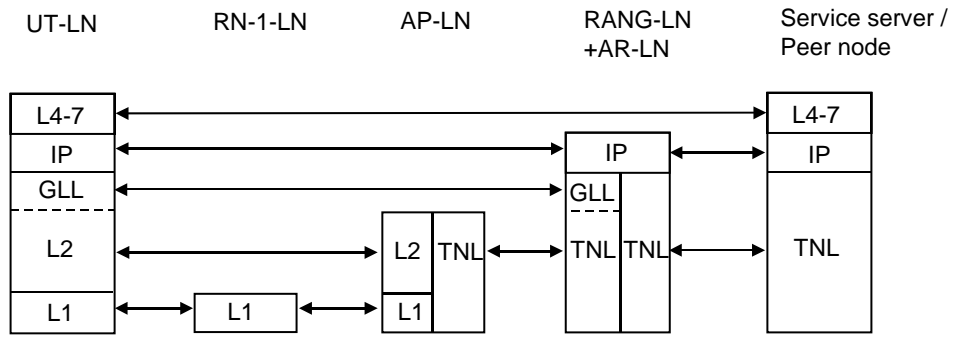 UT-LN
RN-1-LN
AP-LN
RANG-LN
+AR-LN
Service server /
Peer node
L4-7
L4-7
IP
IP
IP
GLL
GLL
L2
L2
TNL
TNL
TNL
TNL
L1
L1
L1